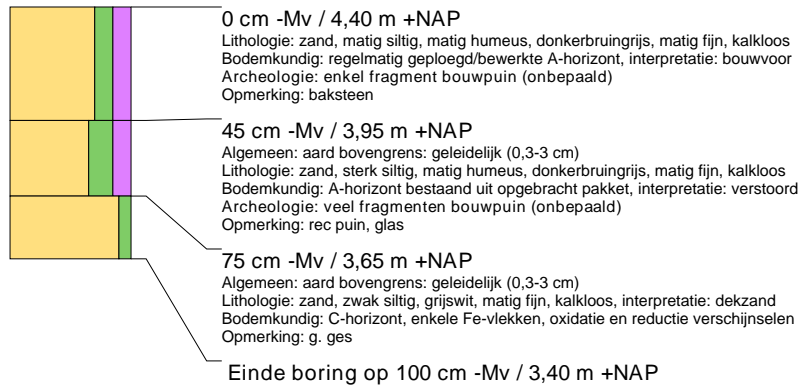 0 cm -Mv / 4,40 m +NAP
Lithologie: zand, matig siltig, matig humeus, donkerbruingrijs, matig fijn, kalkloos
Bodemkundig: regelmatig geploegd/bewerkte A-horizont, interpretatie: bouwvoor
Archeologie: enkel fragment bouwpuin (onbepaald)
Opmerking: baksteen
45 cm -Mv / 3,95 m +NAP
Algemeen: aard bovengrens: geleidelijk (0,3-3 cm)
Lithologie: zand, sterk siltig, matig humeus, donkerbruingrijs, matig fijn, kalkloos
Bodemkundig: A-horizont bestaand uit opgebracht pakket, interpretatie: verstoord
Archeologie: veel fragmenten bouwpuin (onbepaald)
Opmerking: rec puin, glas
75 cm -Mv / 3,65 m +NAP
Algemeen: aard bovengrens: geleidelijk (0,3-3 cm)
Lithologie: zand, zwak siltig, grijswit, matig fijn, kalkloos, interpretatie: dekzand
Bodemkundig: C-horizont, enkele Fe-vlekken, oxidatie en reductie verschijnselen
Opmerking: g. ges
Einde boring op 100 cm -Mv / 3,40 m +NAP